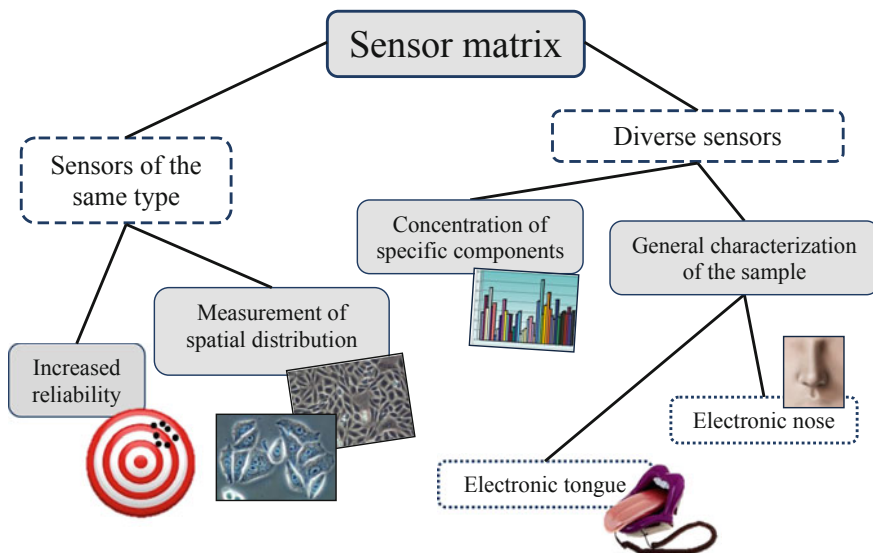 Sensor matrix
Sensors of the
same type
Diverse sensors
Concentration of
specific components
General characterization
of the sample
Measurement of
spatial distribution
Increased
reliability
Electronic nose
Electronic tongue